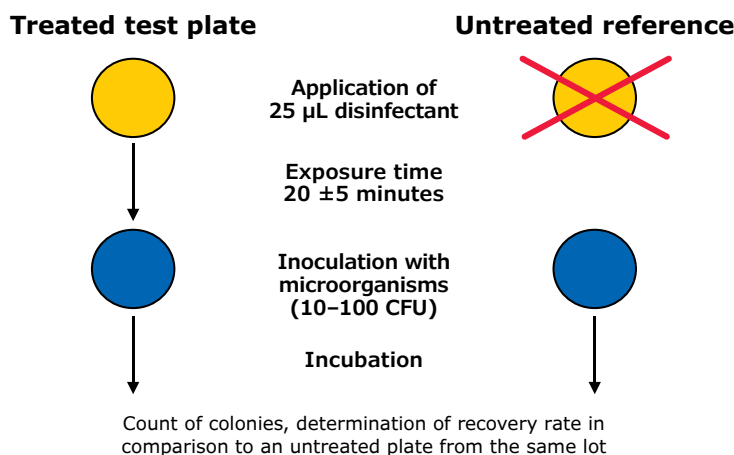 Treated test plate
Untreated reference
Application of
25 µL disinfectant
Exposure time
20 ±5 minutes
Inoculation with
microorganisms
(10–100 CFU)
Incubation
Count of colonies, determination of recovery rate in
comparison to an untreated plate from the same lot